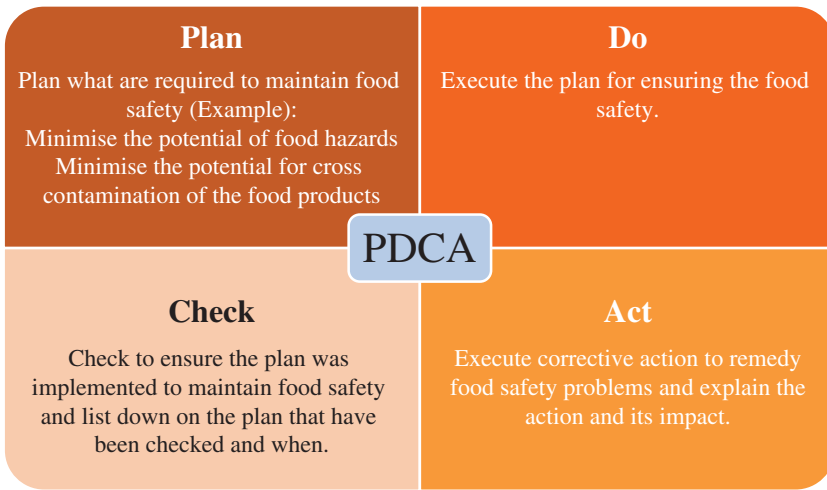 Plan
Plan what are required to maintain food
safety (Example):
Minimise the potential of food hazards
Minimise the potential for cross
contamination of the food products
Do
Execute the plan for ensuring the food
safety.
PDCA
Check
Check to ensure the plan was
implemented to maintain food safety
and list down on the plan that have
been checked and when.
Act
Execute corrective action to remedy
food safety problems and explain the
action and its impact.